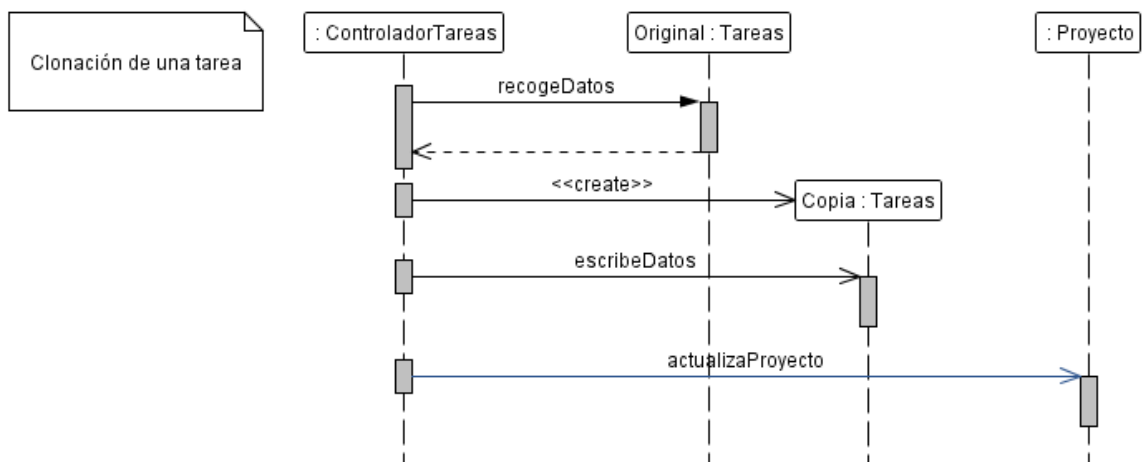 Clonación de una tarea
: ControladorTareas
Original : Tareas
: Proyecto
recogeDatos
<<create>>
Copia : Tareas
escribeDatos
actualizaProyecto